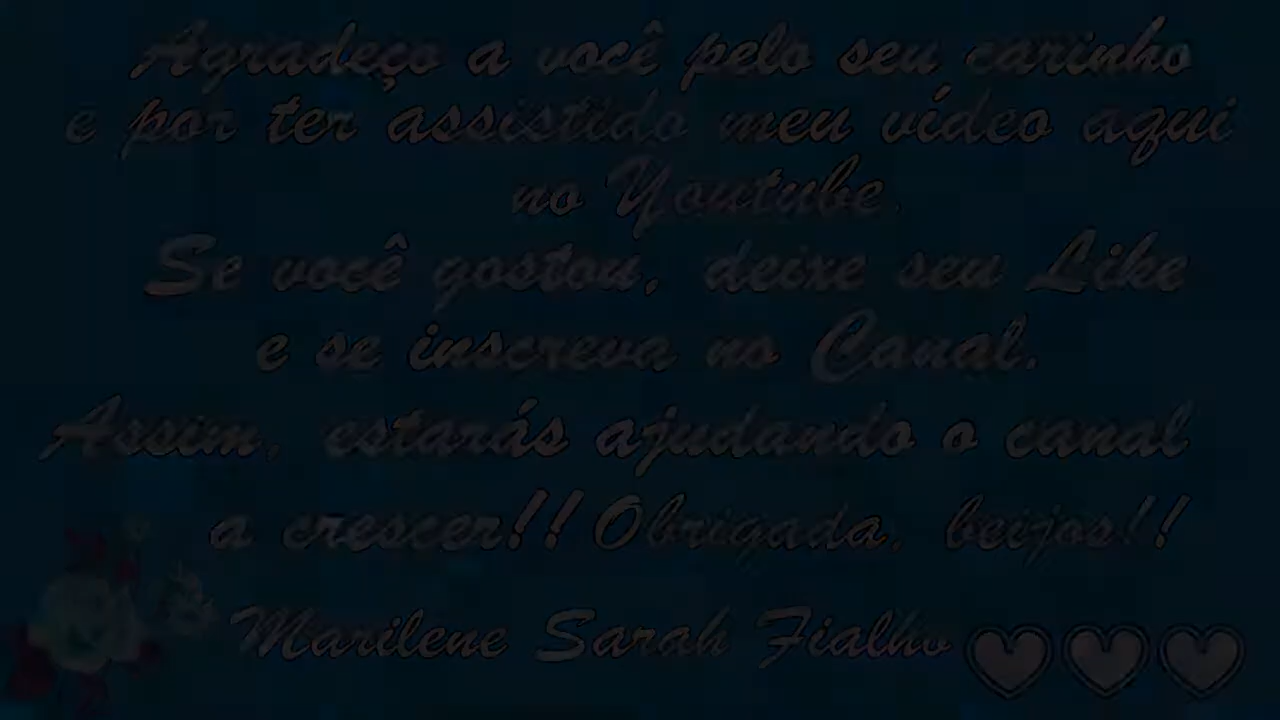 Agradeço a você pelo seu carinho
e por ter assistido meu vídeo aqui
no Youtube.
Se você gostou, deixe seu Like
e se inscreva no Canal.
Assim, estarás ajudando o canal
a crescer!! Obrigada, beijos!!
Marilene Sarah Fialho